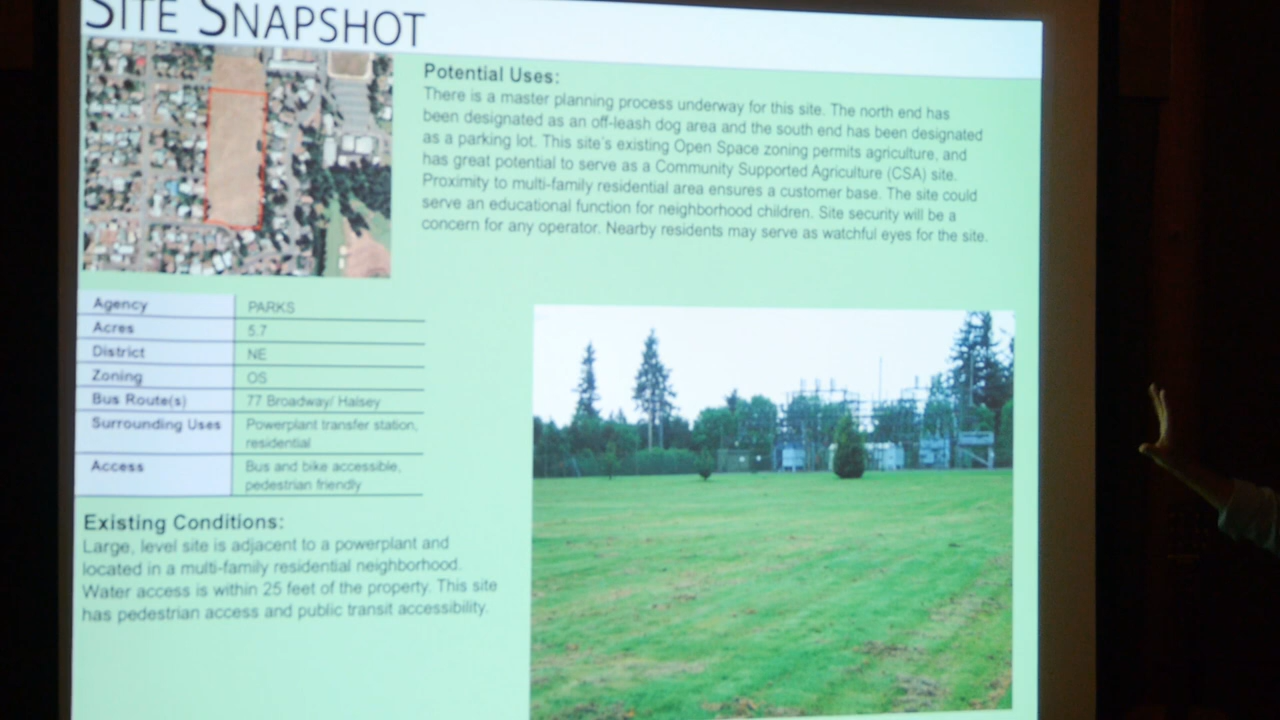 SITE SNAPSHOT
Potential Uses:
There is a master planning process underway for this site. The north end has
been designated as an off-leash dog area and the south end has been designated
as a parking lot. This site's existing Open Space zoning permits agriculture, and
has great potential to serve as a Community Supported Agriculture (CSA) site.
Proximity to multi-family residential area ensures a customer base. The site could
serve an educational function for neighborhood children. Site security will be a
concern for any operator. Nearby residents may serve as watchful eyes for the site.
Agency PARKS
Acres 5.7
District NE
Zoning OS
Bus Route(s) 77 Broadway/ Halsey
Surrounding Uses Powerplant transfer station,
residential
Access Bus and bike accessible,
pedestrian friendly
Existing Conditions:
Large, level site is adjacent to a powerplant and
located in a multi-family residential neighborhood.
Water access is within 25 feet of the property. This site
has pedestrian access and public transit accessibility.